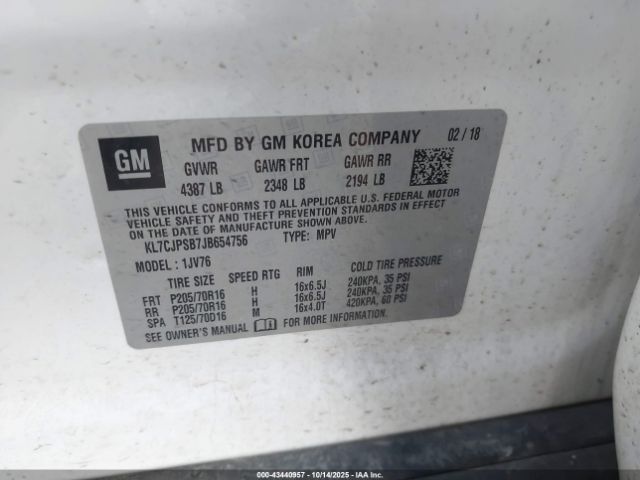 GM
MFD BY GM KOREA COMPANY 02 / 18
GVWR GAWR FRT GAWR RR
4387 LB 2348 LB 2194 LB
THIS VEHICLE CONFORMS TO ALL APPLICABLE U.S. FEDERAL MOTOR
VEHICLE SAFETY AND THEFT PREVENTION STANDARDS IN EFFECT ON
THE DATE OF MANUFACTURE SHOWN ABOVE.
KL7CJPSB7JB654756 TYPE: MPV
MODEL : 1JV76
TIRE SIZE SPEED RTG RIM COLD TIRE PRESSURE
FRT P205/70R16 H 16x6.5J 240KPA, 35 PSI
RR P205/70R16 H 16x6.5J 240KPA, 35 PSI
SPA T125/70D16 M 16x4.0T 420KPA, 60 PSI
SEE OWNER'S MANUAL FOR MORE INFORMATION.
000-43440957 - 10/14/2025 - IAAI. Inc.